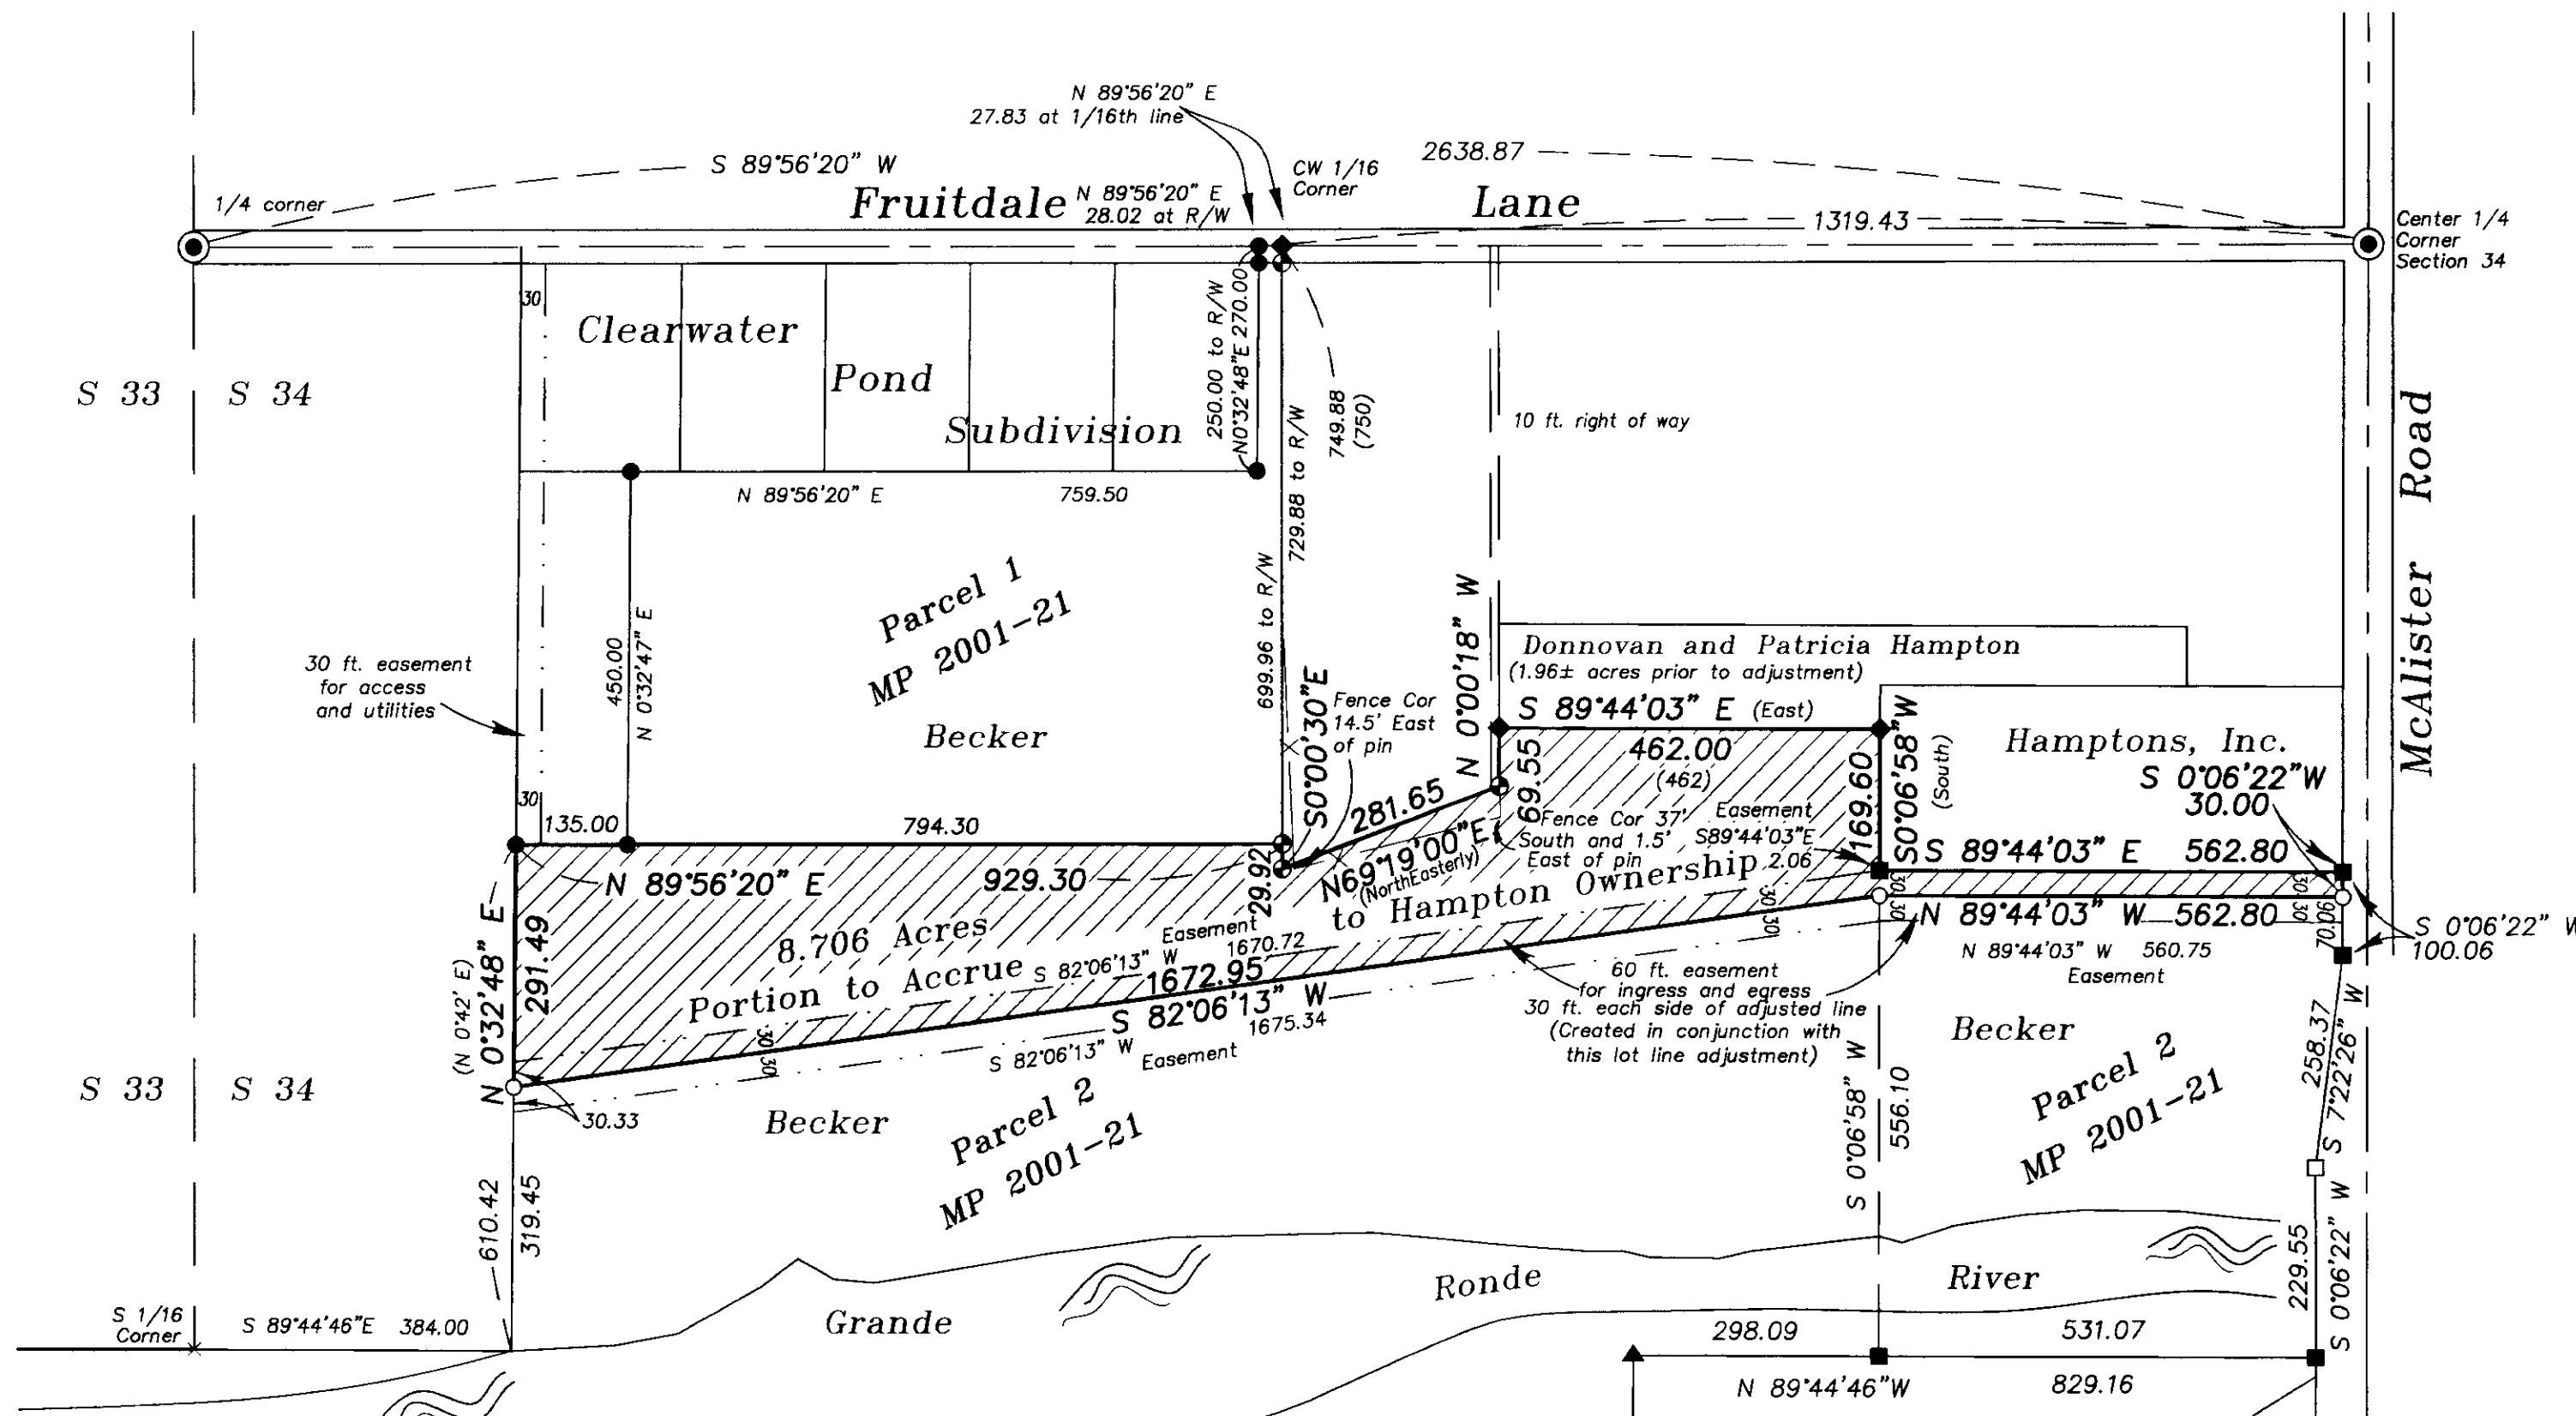 N 89°56'20" E
27.83 at 1/16th line
S 89°56'20" W
CW 1/16
Corner
2638.87
1/4 corner
Fruitdale
N 89°56'20" E
28.02 at R/W
Lane
1319.43
Center 1/4
Corner
Section 34
30
Clearwater
Pond
Subdivision
250.00 to R/W
N0°32'48"E 270.00
729.88 to R/W
749.88
(750)
10 ft. right of way
S 33
S 34
McAlister Road
N 89°56'20" E
759.50
Parcel 1
MP 2001-21
Becker
450.00
N 0°32'47" E
699.96 to R/W
30 ft. easement
for access
and utilities
S0°00'30"E
Fence Cor
14.5' East
of pin
N 0°00'18" W
Donnovan and Patricia Hampton
(1.96± acres prior to adjustment)
S 89°44'03" E (East)
462.00
(462)
69.55
169.60
S0°06'58"W
(South)
Hamptons, Inc.
S 0°06'22"W
30.00
30
135.00
794.30
281.65
N69°19'00"E
(NorthEasterly)
Fence Cor 37'
South and 1.5'
East of pin
Easement
S89°44'03"E
2.06
S 89°44'03" E
562.80
N 89°56'20" E
929.30
29.92
N 0°32'48" E
(N 0°42' E)
291.49
8.706 Acres
Portion to Accrue
to Hampton Ownership
Easement
S 82°06'13" W
1670.72
1672.95
S 82°06'13" W
1675.34
S 82°06'13" W
Easement
30
30
30
30
30
30
30
30
N 89°44'03" W
562.80
70.06
S 0°06'22" W
100.06
N 89°44'03" W 560.75
Easement
60 ft. easement
for ingress and egress
30 ft. each side of adjusted line
(Created in conjunction with
this lot line adjustment)
S 33
S 34
30.33
Becker
Parcel 2
MP 2001-21
Becker
Parcel 2
MP 2001-21
S 0°06'58" W
556.10
258.37
S 7°22'26" W
610.42
319.45
229.55
S 0°06'22" W
Grande
Ronde
River
S 1/16
Corner
S 89°44'46"E
384.00
298.09
531.07
N 89°44'46"W
829.16